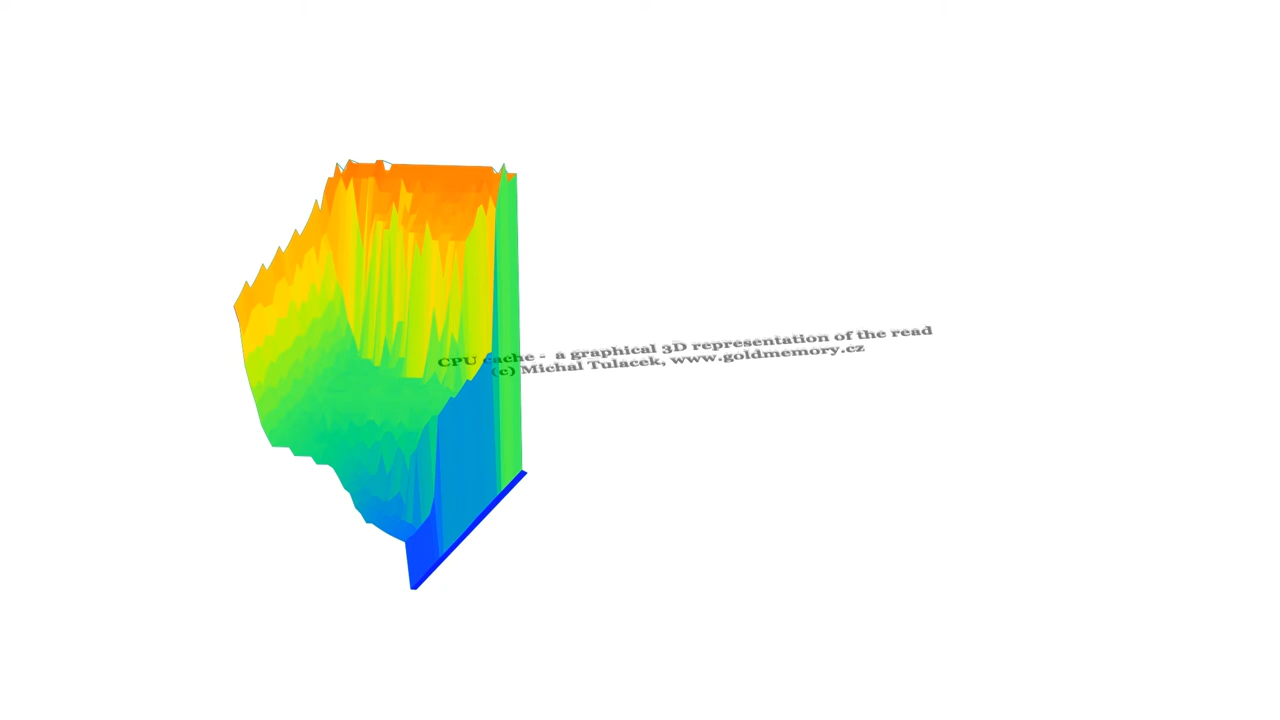 CPU cache - a graphical 3D representation of the read
(c) Michal Tulacek, www.goldmemory.cz